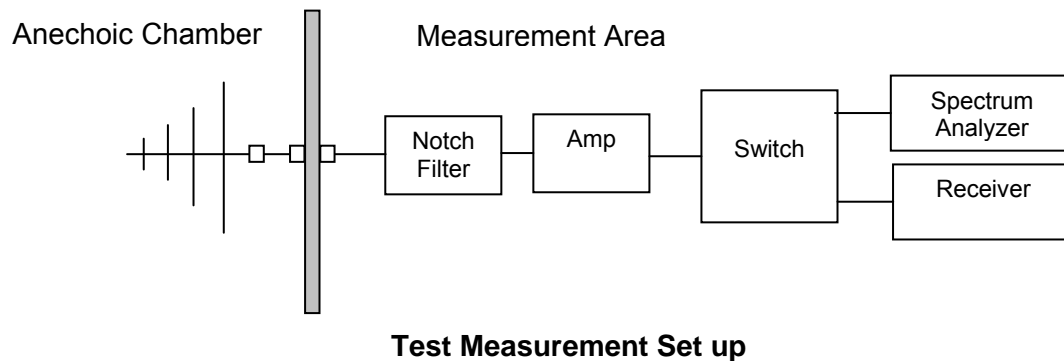 Anechoic Chamber
Measurement Area
Notch
Filter
Amp
Switch
Spectrum
Analyzer
Receiver
Test Measurement Set up